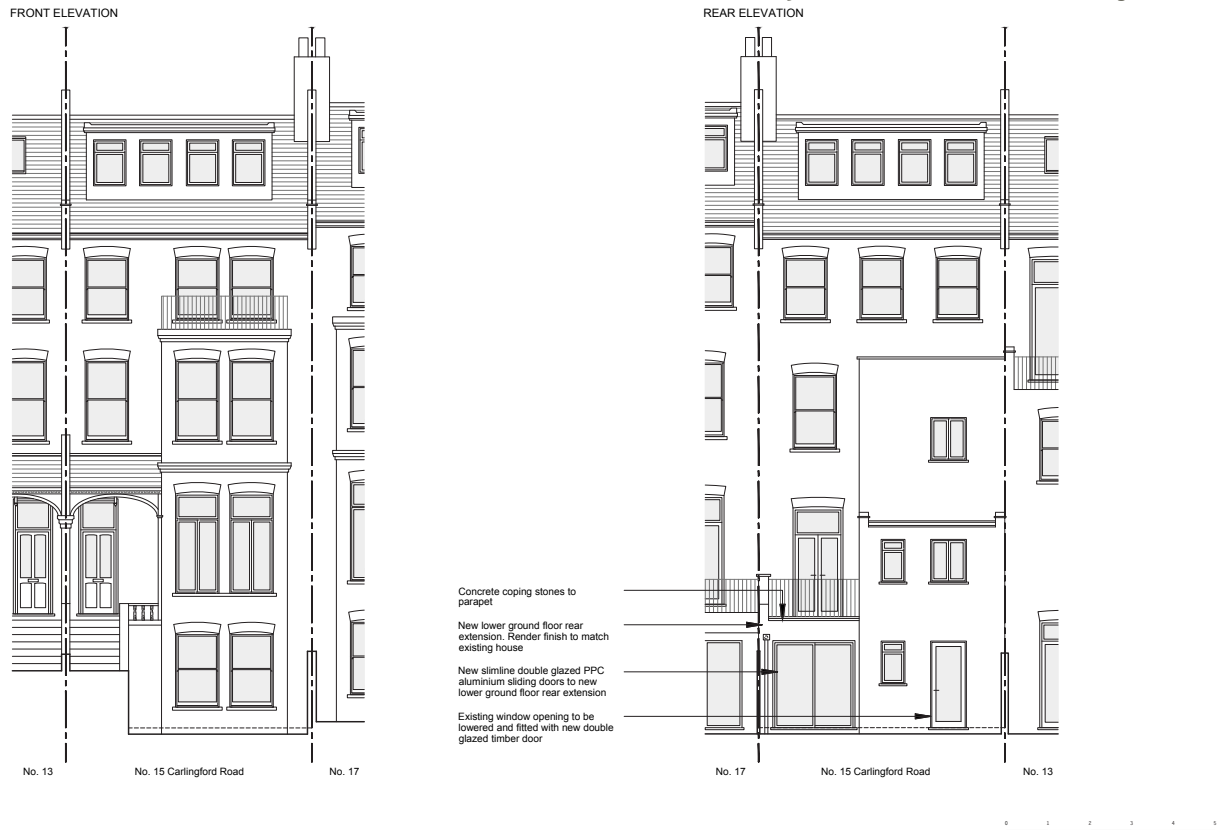 FRONT ELEVATION
REAR ELEVATION
Concrete coping stones to
parapet
New lower ground floor rear
extension. Render finish to match
existing house
New slimline double glazed PPC
aluminium sliding doors to new
lower ground floor rear extension
Existing window opening to be
lowered and fitted with new double
glazed timber door
No. 13
No. 15 Carlingford Road
No. 17
No. 17
No. 15 Carlingford Road
No. 13
0 1 2 3 4 5